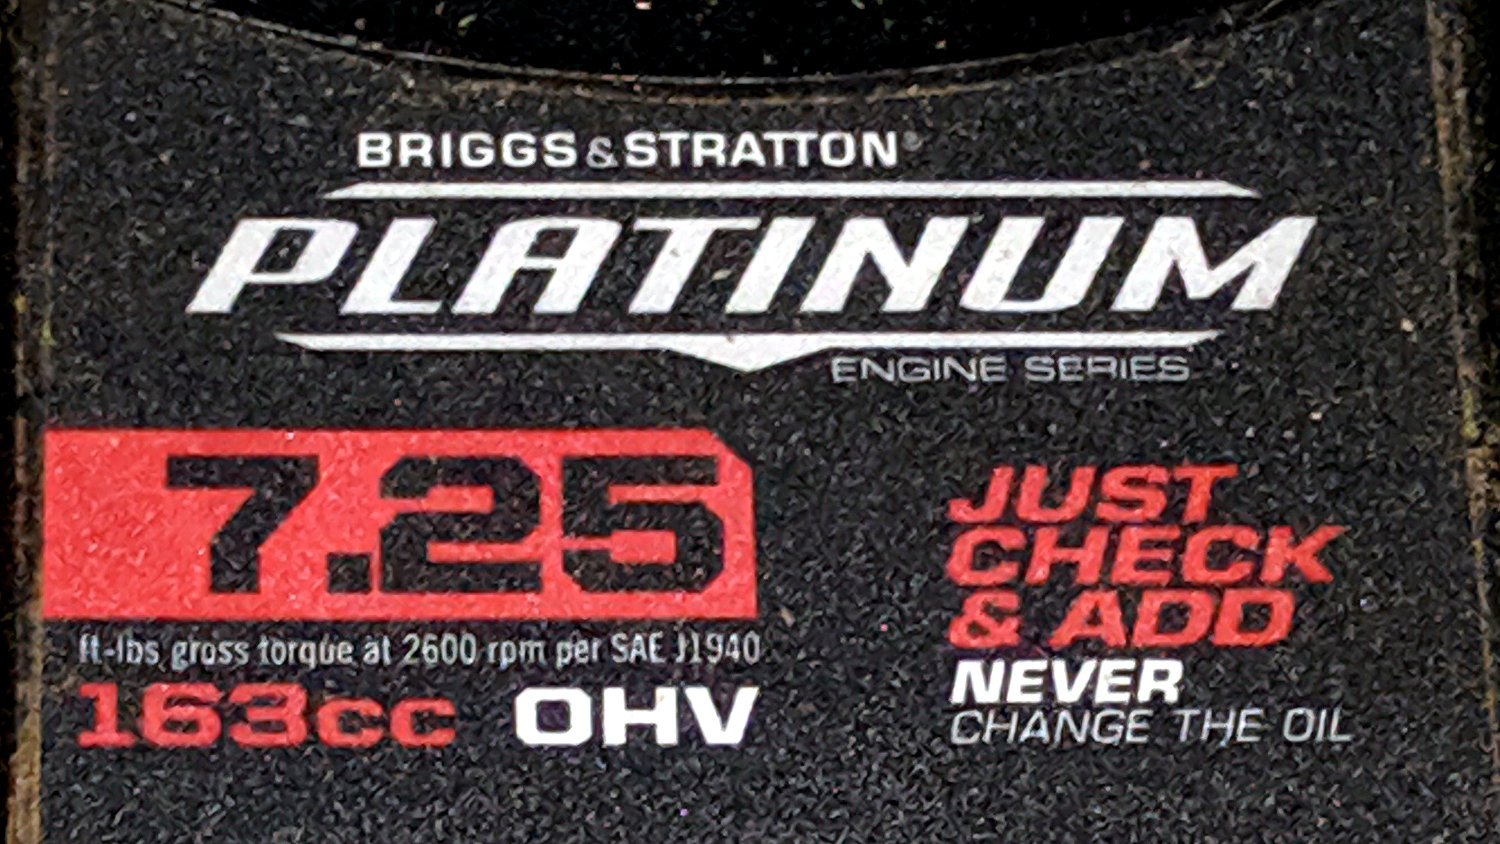 BRIGGS & STRATTON®
PLATINUM
ENGINE SERIES
7.25
ft-lbs gross torque at 2600 rpm per SAE J1940
163cc OHV
JUST
CHECK
& ADD
NEVER
CHANGE THE OIL